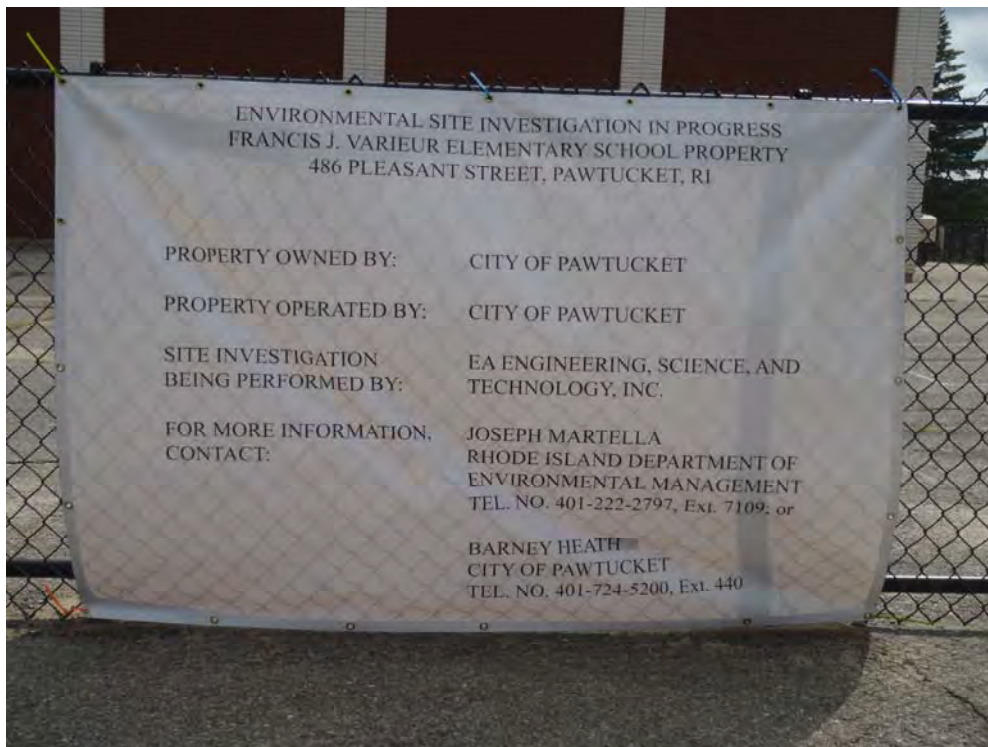 ENVIRONMENTAL SITE INVESTIGATION IN PROGRESS
FRANCIS J. VARIEUR ELEMENTARY SCHOOL PROPERTY
486 PLEASANT STREET, PAWTUCKET, RI
PROPERTY OWNED BY: CITY OF PAWTUCKET
PROPERTY OPERATED BY: CITY OF PAWTUCKET
SITE INVESTIGATION EA ENGINEERING, SCIENCE, AND
BEING PERFORMED BY: TECHNOLOGY, INC.
FOR MORE INFORMATION, JOSEPH MARTELLA
CONTACT: RHODE ISLAND DEPARTMENT OF
ENVIRONMENTAL MANAGEMENT
TEL. NO. 401-222-2797, Ext. 7109; or
BARNEY HEATH
CITY OF PAWTUCKET
TEL. NO. 401-724-5200, Ext. 440